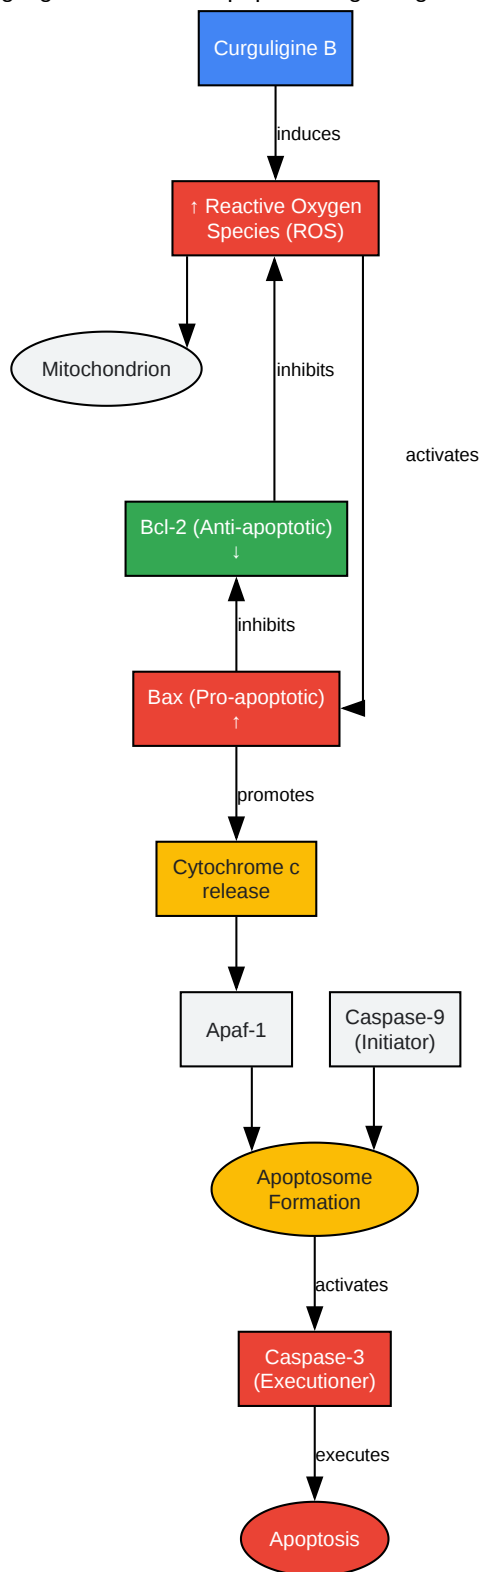 Curguligine B
induces
↑ Reactive Oxygen
Species (ROS)
Mitochondrion
inhibits
activates
Bcl-2 (Anti-apoptotic)
↓
inhibits
Bax (Pro-apoptotic)
↑
promotes
Cytochrome c
release
Apaf-1
Caspase-9
(Initiator)
Apoptosome
Formation
activates
Caspase-3
(Executioner)
executes
Apoptosis